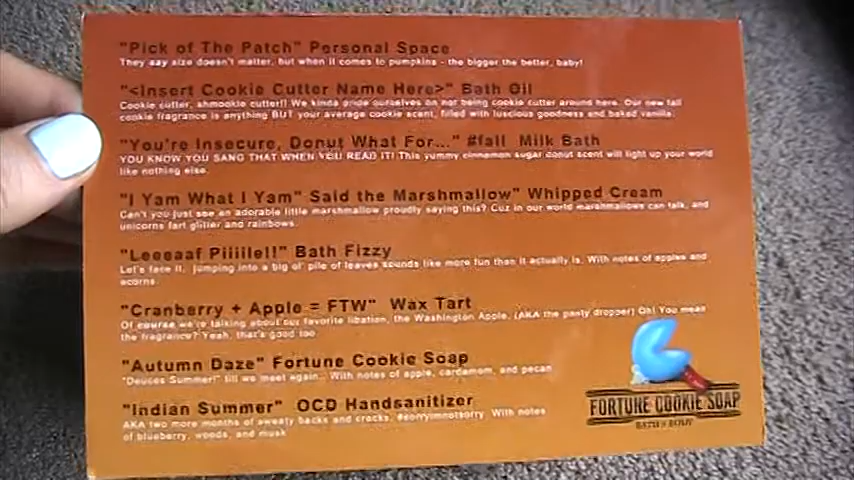 "Pick of The Patch" Personal Space
They say size doesn't matter, but when it comes to pumpkins - the bigger the better, baby!
"<Insert Cookie Cutter Name Here>" Bath Oil
Cookie cutter, shmookie cutter!! We kinda pride ourselves on not being cookie cutter around here. Our new fall
cookie fragrance is anything BUT your average cookie scent, filled with luscious goodness and baked vanilla.
"You're Insecure, Donut What For..." #fall Milk Bath
YOU KNOW YOU SANG THAT WHEN YOU READ IT! This yummy cinnamon sugar donut scent will light up your world
like nothing else.
"I Yam What I Yam" Said the Marshmallow" Whipped Cream
Can't you just see an adorable little marshmallow proudly saying this? Cuz in our world marshmallows can talk, and
unicorns fart glitter and rainbows.
"Leeeaaf Piiiile!!" Bath Fizzy
Let's face it, jumping into a big ol' pile of leaves sounds like more fun than it actually is. With notes of apples and
acorns.
"Cranberry + Apple = FTW" Wax Tart
Of course we're talking about our favorite libation, the Washington Apple. (AKA the panty dropper) Oh! You mean
the fragrance? Yeah, that's good too.
"Autumn Daze" Fortune Cookie Soap
"Deuces Summer!" till we meet again... With notes of apple, cardamom, and pecan
"Indian Summer" OCD Handsanitizer
AKA two more months of sweaty backs and cracks. #sorryimnotsorry. With notes
of blueberry, woods, and musk
FORTUNE COOKIE SOAP
BATH & BODY